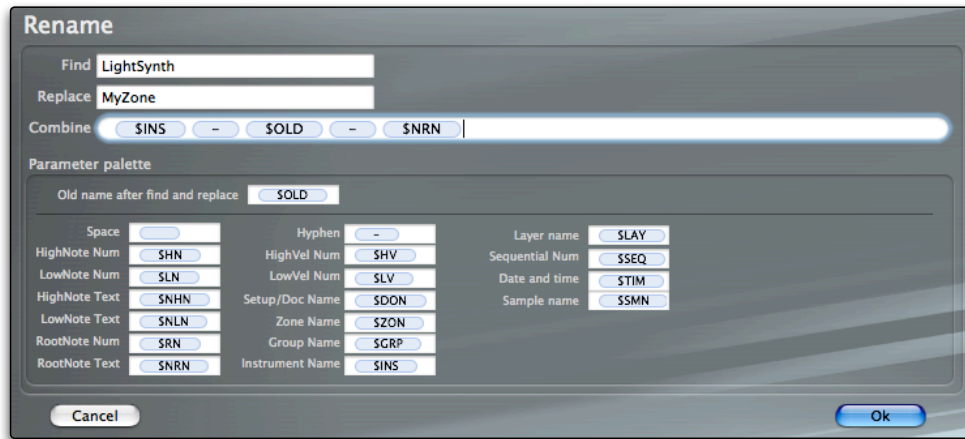 Rename
Find LightSynth
Replace MyZone
Combine $INS - $OLD - $NRN
Parameter palette
Old name after find and replace $OLD
Space Hyphen - Layer name $LAY
HighNote Num $HN HighVel Num $HV Sequential Num $SEQ
LowNote Num $LN LowVel Num $LV Date and time $TIM
HighNote Text $NHN Setup/Doc Name $DON Sample name $SMN
LowNote Text $NLN Zone Name $ZON
RootNote Num $RN Group Name $GRP
RootNote Text $NRN Instrument Name $INS
Cancel Ok